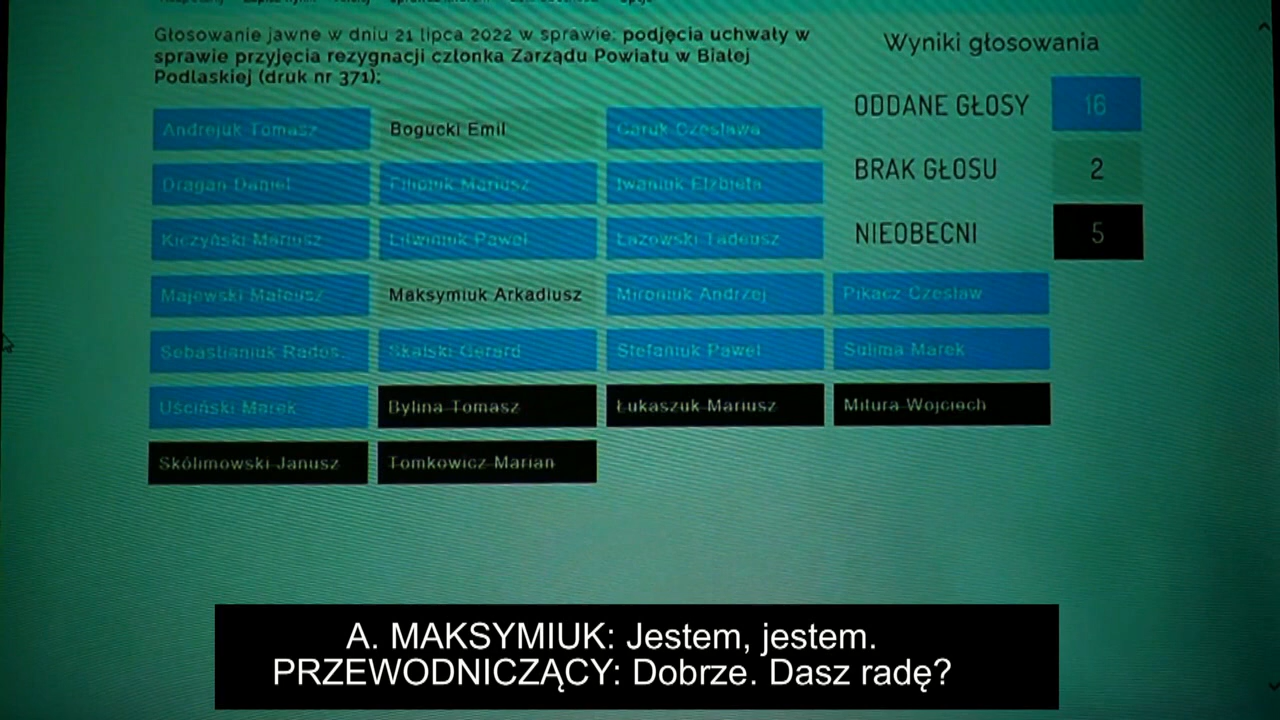 Głosowanie jawne w dniu 21 lipca 2022 w sprawie: podjęcia uchwały w
sprawie przyjęcia rezygnacji członka Zarządu Powiatu w Białej
Podlaskiej (druk nr 371):
Wyniki głosowania
ODDANE GŁOSY 16
BRAK GŁOSU 2
NIEOBECNI 5
Andrejuk Tomasz Bogucki Emil Caruk Czesława
Dragan Daniel Filipiuk Mariusz Iwaniuk Elżbieta
Kiczyński Mariusz Litwiniuk Paweł Łazowski Tadeusz
Majewski Mateusz Maksymiuk Arkadiusz Mironiuk Andrzej Pikacz Czesław
Sebastianiuk Rados. Skalski Gerard Stefaniuk Paweł Sulima Marek
Uściński Marek Bylina Tomasz Łukaszuk Mariusz Mitura Wojciech
Skólimowski Janusz Tomkowicz Marian
A. MAKSYMIUK: Jestem, jestem.
PRZEWODNICZĄCY: Dobrze. Dasz radę?